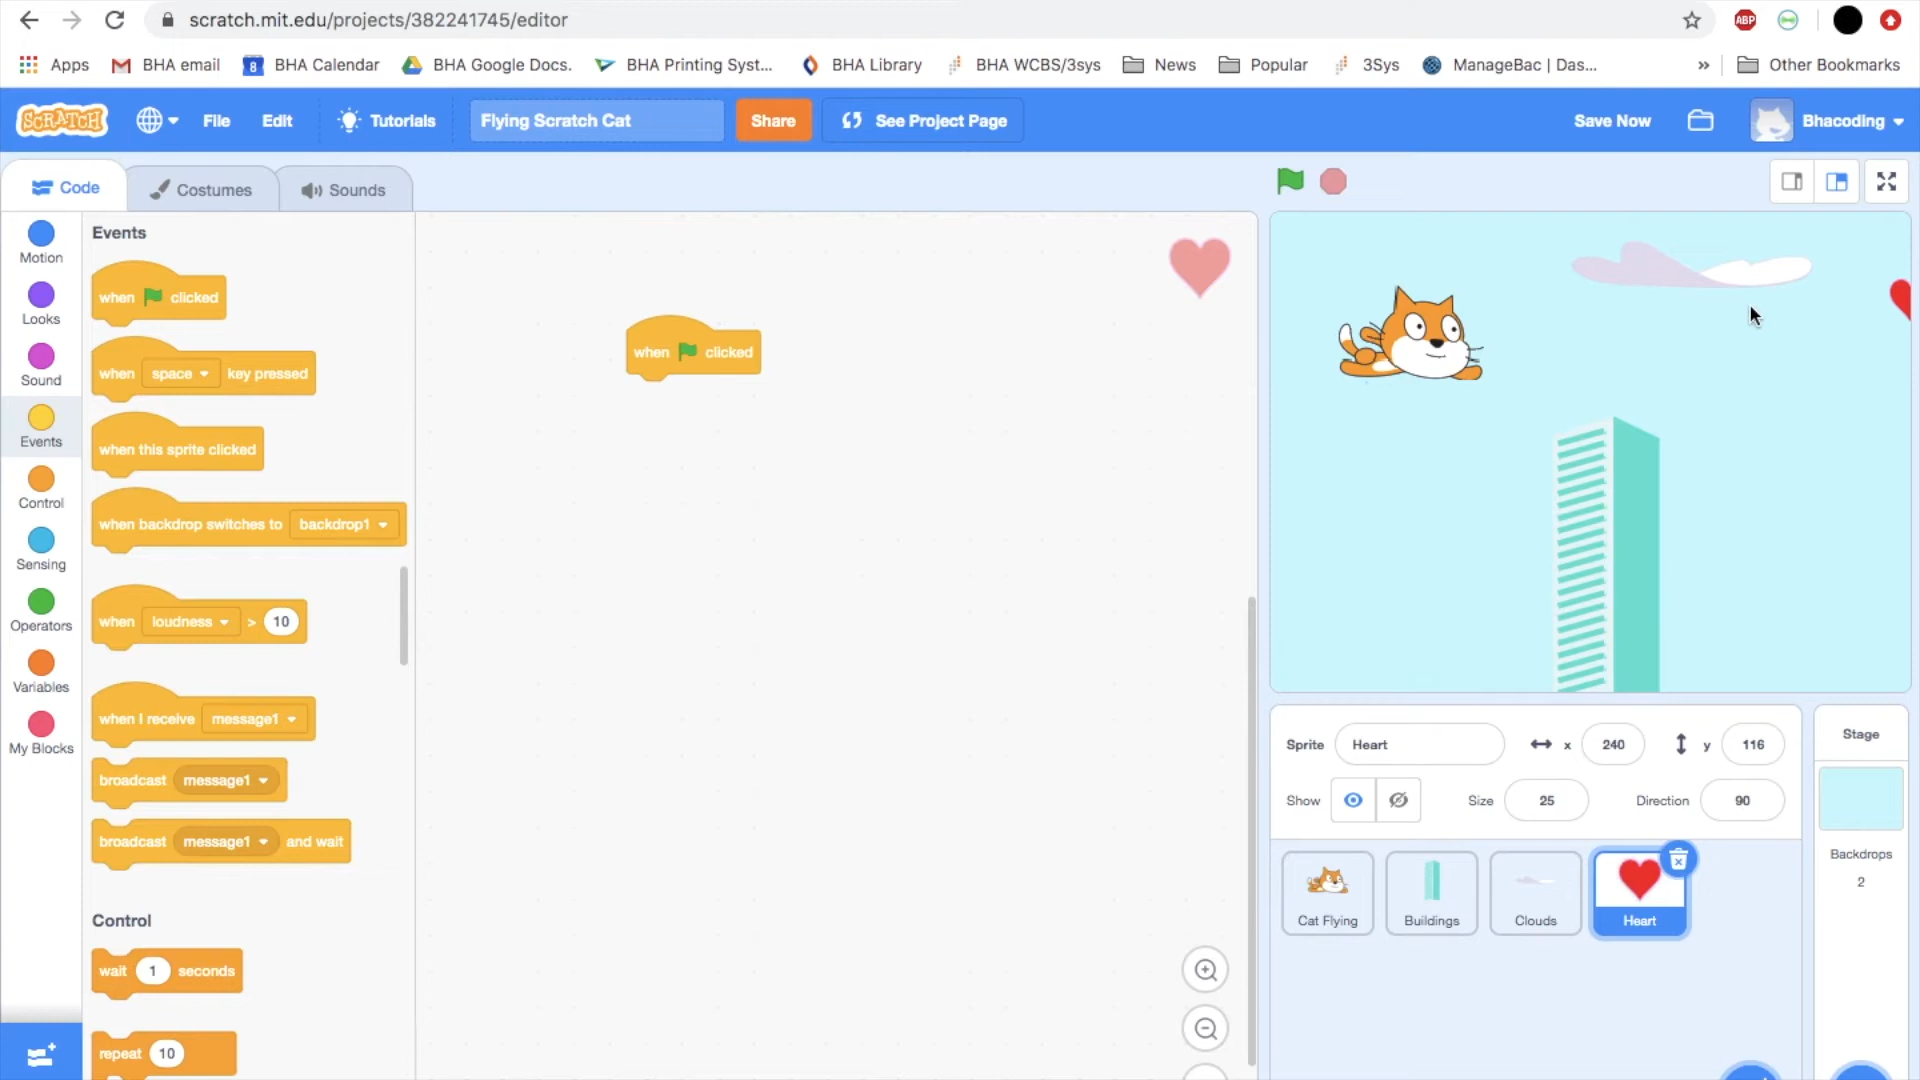 scratch.mit.edu/projects/382241745/editor
ABP
Apps
BHA email
8
BHA Calendar
BHA Google Docs.
BHA Printing Syst...
BHA Library
BHA WCBS/3sys
News
Popular
3Sys
ManageBac | Das...
»
Other Bookmarks
SCRATCH
File
Edit
Tutorials
Flying Scratch Cat
Share
See Project Page
Save Now
Bhacoding
Code
Costumes
Sounds
Motion
Looks
Sound
Events
Control
Sensing
Operators
Variables
My Blocks
Events
when clicked
when space key pressed
when this sprite clicked
when backdrop switches to backdrop1
when loudness > 10
when I receive message1
broadcast message1
broadcast message1 and wait
Control
wait 1 seconds
repeat 10
when clicked
Sprite
Heart
x 240
y 116
Show
Size 25
Direction 90
Cat Flying
Buildings
Clouds
Heart
Stage
Backdrops
2